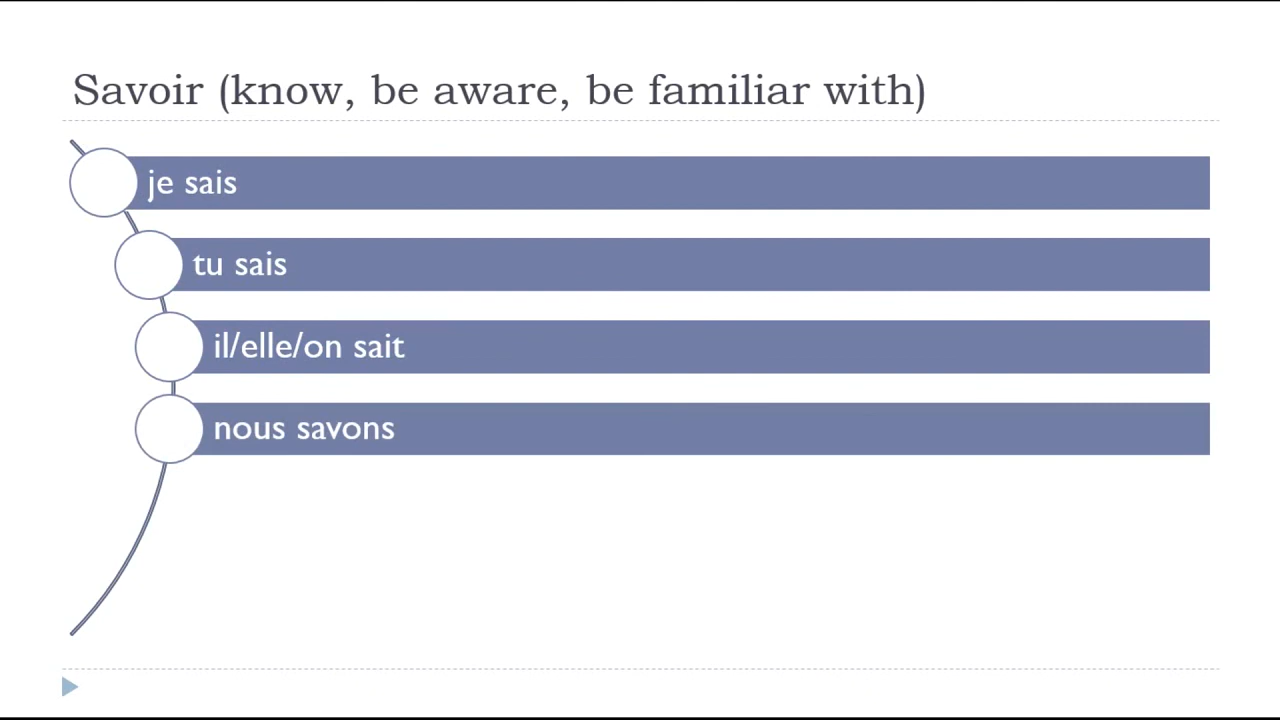 Savoir (know, be aware, be familiar with)
je sais
tu sais
il/elle/on sait
nous savons